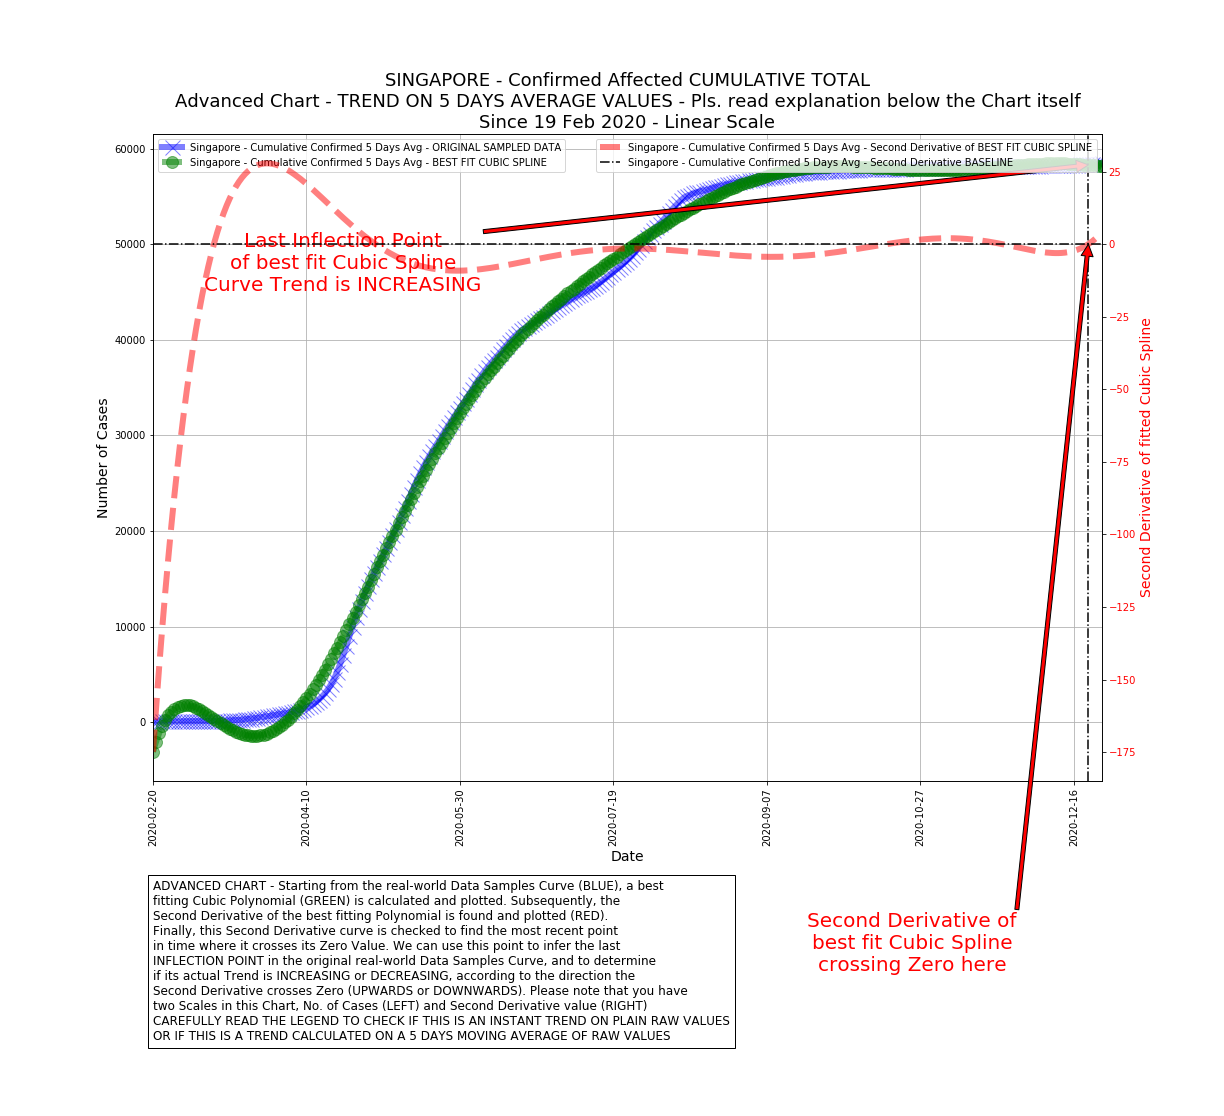 SINGAPORE - Confirmed Affected CUMULATIVE TOTAL
Advanced Chart - TREND ON 5 DAYS AVERAGE VALUES - Pls. read explanation below the Chart itself
Since 19 Feb 2020 - Linear Scale
Singapore - Cumulative Confirmed 5 Days Avg - ORIGINAL SAMPLED DATA
Singapore - Cumulative Confirmed 5 Days Avg - BEST FIT CUBIC SPLINE
Singapore - Cumulative Confirmed 5 Days Avg - Second Derivative of BEST FIT CUBIC SPLINE
Singapore - Cumulative Confirmed 5 Days Avg - Second Derivative BASELINE
60000
50000
40000
30000
20000
10000
0
Number of Cases
Last Inflection Point
of best fit Cubic Spline
Curve Trend is INCREASING
25
0
−25
−50
−75
−100
−125
−150
−175
Second Derivative of fitted Cubic Spline
2020-02-20
2020-04-10
2020-05-30
2020-07-19
2020-09-07
2020-10-27
2020-12-16
Date
Second Derivative of
best fit Cubic Spline
crossing Zero here
ADVANCED CHART - Starting from the real-world Data Samples Curve (BLUE), a best
fitting Cubic Polynomial (GREEN) is calculated and plotted. Subsequently, the
Second Derivative of the best fitting Polynomial is found and plotted (RED).
Finally, this Second Derivative curve is checked to find the most recent point
in time where it crosses its Zero Value. We can use this point to infer the last
INFLECTION POINT in the original real-world Data Samples Curve, and to determine
if its actual Trend is INCREASING or DECREASING, according to the direction the
Second Derivative crosses Zero (UPWARDS or DOWNWARDS). Please note that you have
two Scales in this Chart, No. of Cases (LEFT) and Second Derivative value (RIGHT)
CAREFULLY READ THE LEGEND TO CHECK IF THIS IS AN INSTANT TREND ON PLAIN RAW VALUES
OR IF THIS IS A TREND CALCULATED ON A 5 DAYS MOVING AVERAGE OF RAW VALUES